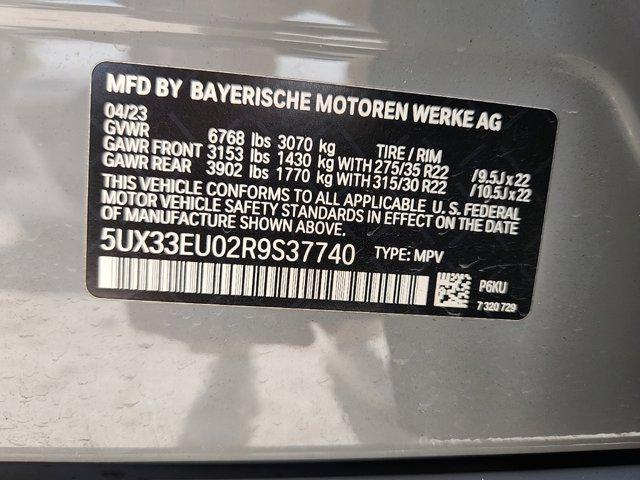 MFD BY BAYERISCHE MOTOREN WERKE AG
04/23
GVWR 6768 lbs 3070 kg TIRE / RIM
GAWR FRONT 3153 lbs 1430 kg WITH 275/35 R22 /9.5J x 22
GAWR REAR 3902 lbs 1770 kg WITH 315/30 R22 /10.5J x 22
THIS VEHICLE CONFORMS TO ALL APPLICABLE U.S. FEDERAL
MOTOR VEHICLE SAFETY STANDARDS IN EFFECT ON THE DATE OF
MANUFACTURE SHOWN ABOVE.
5UX33EU02R9S37740 TYPE: MPV
P6KU
7 320 729